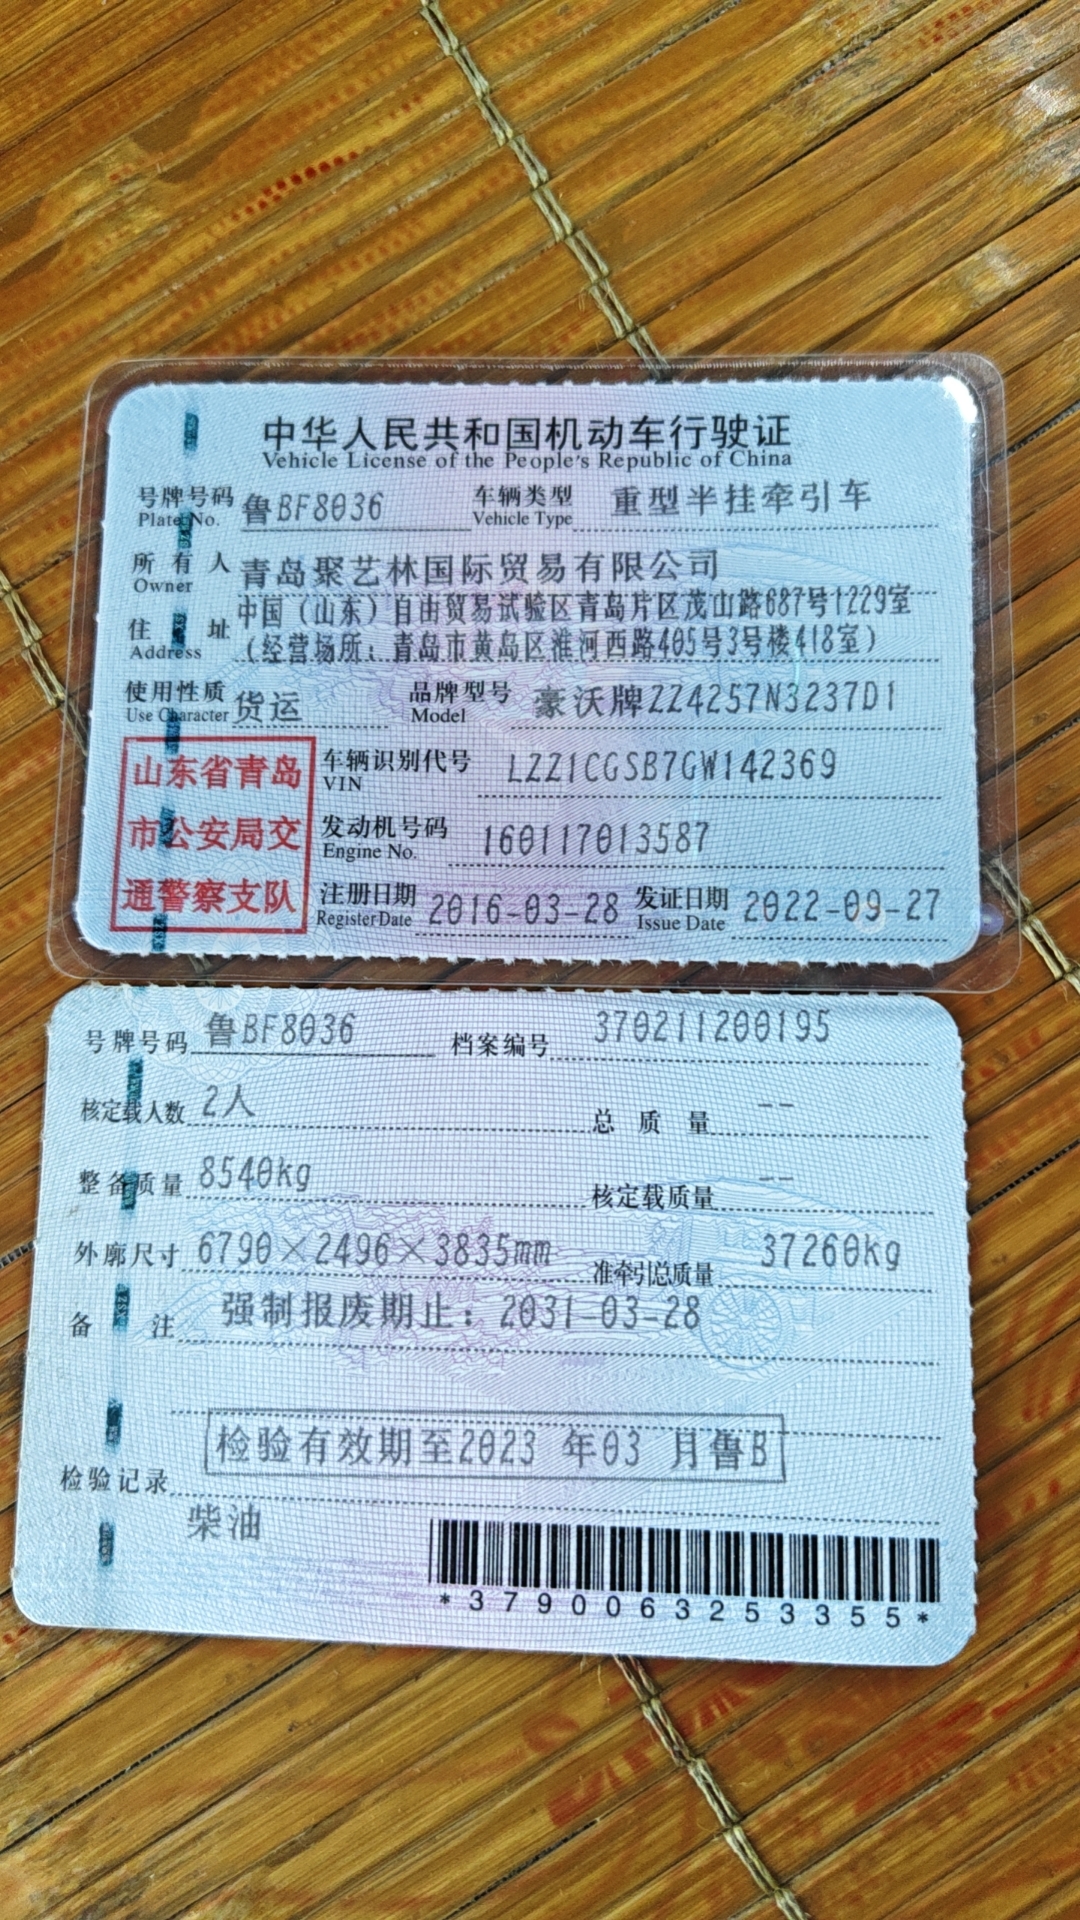 中华人民共和国机动车行驶证
Vehicle License of the People's Republic of China
号牌号码 鲁BF8036 车辆类型 重型半挂牵引车
Plate No. Vehicle Type
所有人 青岛聚艺林国际贸易有限公司
Owner
中国（山东）自由贸易试验区青岛片区茂山路687号1229室
住址 （经营场所：青岛市黄岛区淮河西路405号3号楼418室）
Address
使用性质 货运 品牌型号 豪沃牌ZZ4257N3237D1
Use Character Model
山东省青岛
市公安局交
通警察支队
车辆识别代号 LZZ1CGSB7GW142369
VIN
发动机号码 160117013587
Engine No.
注册日期 2016-03-28 发证日期 2022-09-27
Register Date Issue Date
号牌号码 鲁BF8036 档案编号 370211200195
核定载人数 2人 总质量 --
整备质量 8540kg 核定载质量 --
外廓尺寸 6790×2496×3835mm 准牵引总质量 37260kg
备注 强制报废期止：2031-03-28
检验有效期至2023 年03 月鲁B
检验记录
柴油
*3790063253355*